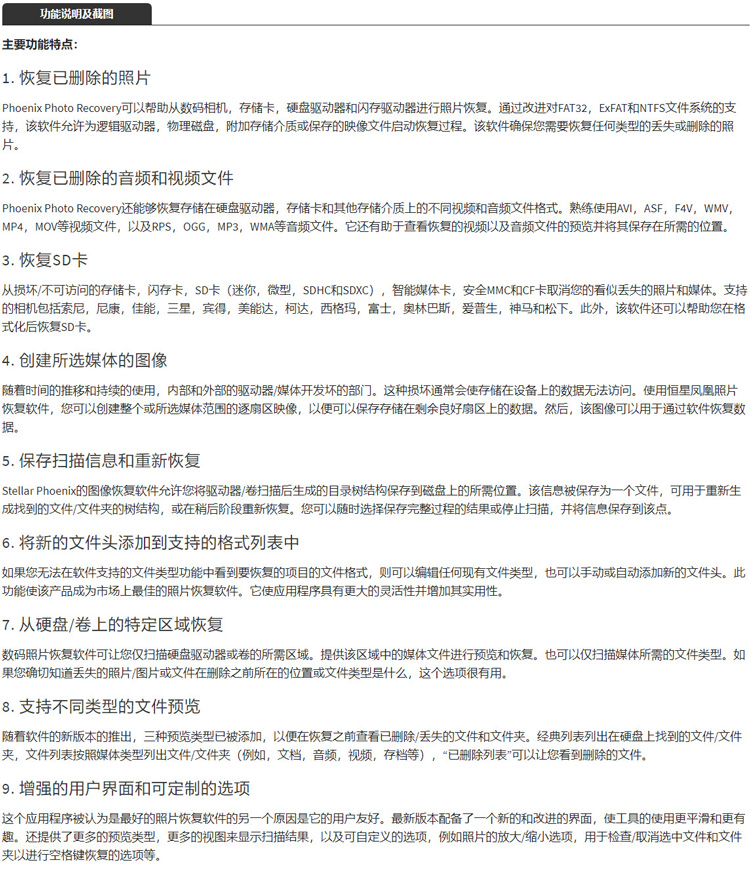 功能说明及截图
主要功能特点：
1. 恢复已删除的照片
Phoenix Photo Recovery可以帮助从数码相机，存储卡，硬盘驱动器和闪存驱动器进行照片恢复。通过改进对FAT32，ExFAT和NTFS文件系统的支
持，该软件允许为逻辑驱动器，物理磁盘，附加存储介质或保存的映像文件启动恢复过程。该软件确保您需要恢复任何类型的丢失或删除的照
片。
2. 恢复已删除的音频和视频文件
Phoenix Photo Recovery还能够恢复存储在硬盘驱动器，存储卡和其他存储介质上的不同视频和音频文件格式。熟练使用AVI，ASF，F4V，WMV，
MP4，MOV等视频文件，以及RPS，OGG，MP3，WMA等音频文件。它还有助于查看恢复的视频以及音频文件的预览并将其保存在所需的位置。
3. 恢复SD卡
从损坏/不可访问的存储卡，闪存卡，SD卡（迷你，微型，SDHC和SDXC），智能媒体卡，安全MMC和CF卡取消您的看似丢失的照片和媒体。支持
的相机包括索尼，尼康，佳能，三星，宾得，美能达，柯达，西格玛，富士，奥林巴斯，爱普生，神马和松下。此外，该软件还可以帮助您在格
式化后恢复SD卡。
4. 创建所选媒体的图像
随着时间的推移和持续的使用，内部和外部的驱动器/媒体开发坏的部门。这种损坏通常会使存储在设备上的数据无法访问。使用恒星凤凰照片
恢复软件，您可以创建整个或所选媒体范围的逐扇区映像，以便可以保存存储在剩余良好扇区上的数据。然后，该图像可以用于通过软件恢复数
据。
5. 保存扫描信息和重新恢复
Stellar Phoenix的图像恢复软件允许您将驱动器/卷扫描后生成的目录树结构保存到磁盘上的所需位置。该信息被保存为一个文件，可用于重新生
成找到的文件/文件夹的树结构，或在稍后阶段重新恢复。您可以随时选择保存完整过程的结果或停止扫描，并将信息保存到该点。
6. 将新的文件头添加到支持的格式列表中
如果您无法在软件支持的文件类型功能中看到要恢复的项目的文件格式，则可以编辑任何现有文件类型，也可以手动或自动添加新的文件头。此
功能使该产品成为市场上最佳的照片恢复软件。它使应用程序具有更大的灵活性并增加其实用性。
7. 从硬盘/卷上的特定区域恢复
数码照片恢复软件可让您仅扫描硬盘驱动器或卷的所需区域。提供该区域中的媒体文件进行预览和恢复。也可以仅扫描媒体所需的文件类型。如
果您确切知道丢失的照片/图片或文件在删除之前所在的位置或文件类型是什么，这个选项很有用。
8. 支持不同类型的文件预览
随着软件的新版本的推出，三种预览类型已被添加，以便在恢复之前查看已删除/丢失的文件和文件夹。经典列表列出在硬盘上找到的文件/文件
夹，文件列表按照媒体类型列出文件/文件夹（例如，文档，音频，视频，存档等），“已删除列表”可以让您看到删除的文件。
9. 增强的用户界面和可定制的选项
这个应用程序被认为是最好的照片恢复软件的另一个原因是它的用户友好。最新版本配备了一个新的和改进的界面，使工具的使用更平滑和更有
趣。还提供了更多的预览类型，更多的视图来显示扫描结果，以及可自定义的选项，例如照片的放大/缩小选项，用于检查/取消选中文件和文件
夹以进行空格键恢复的选项等。